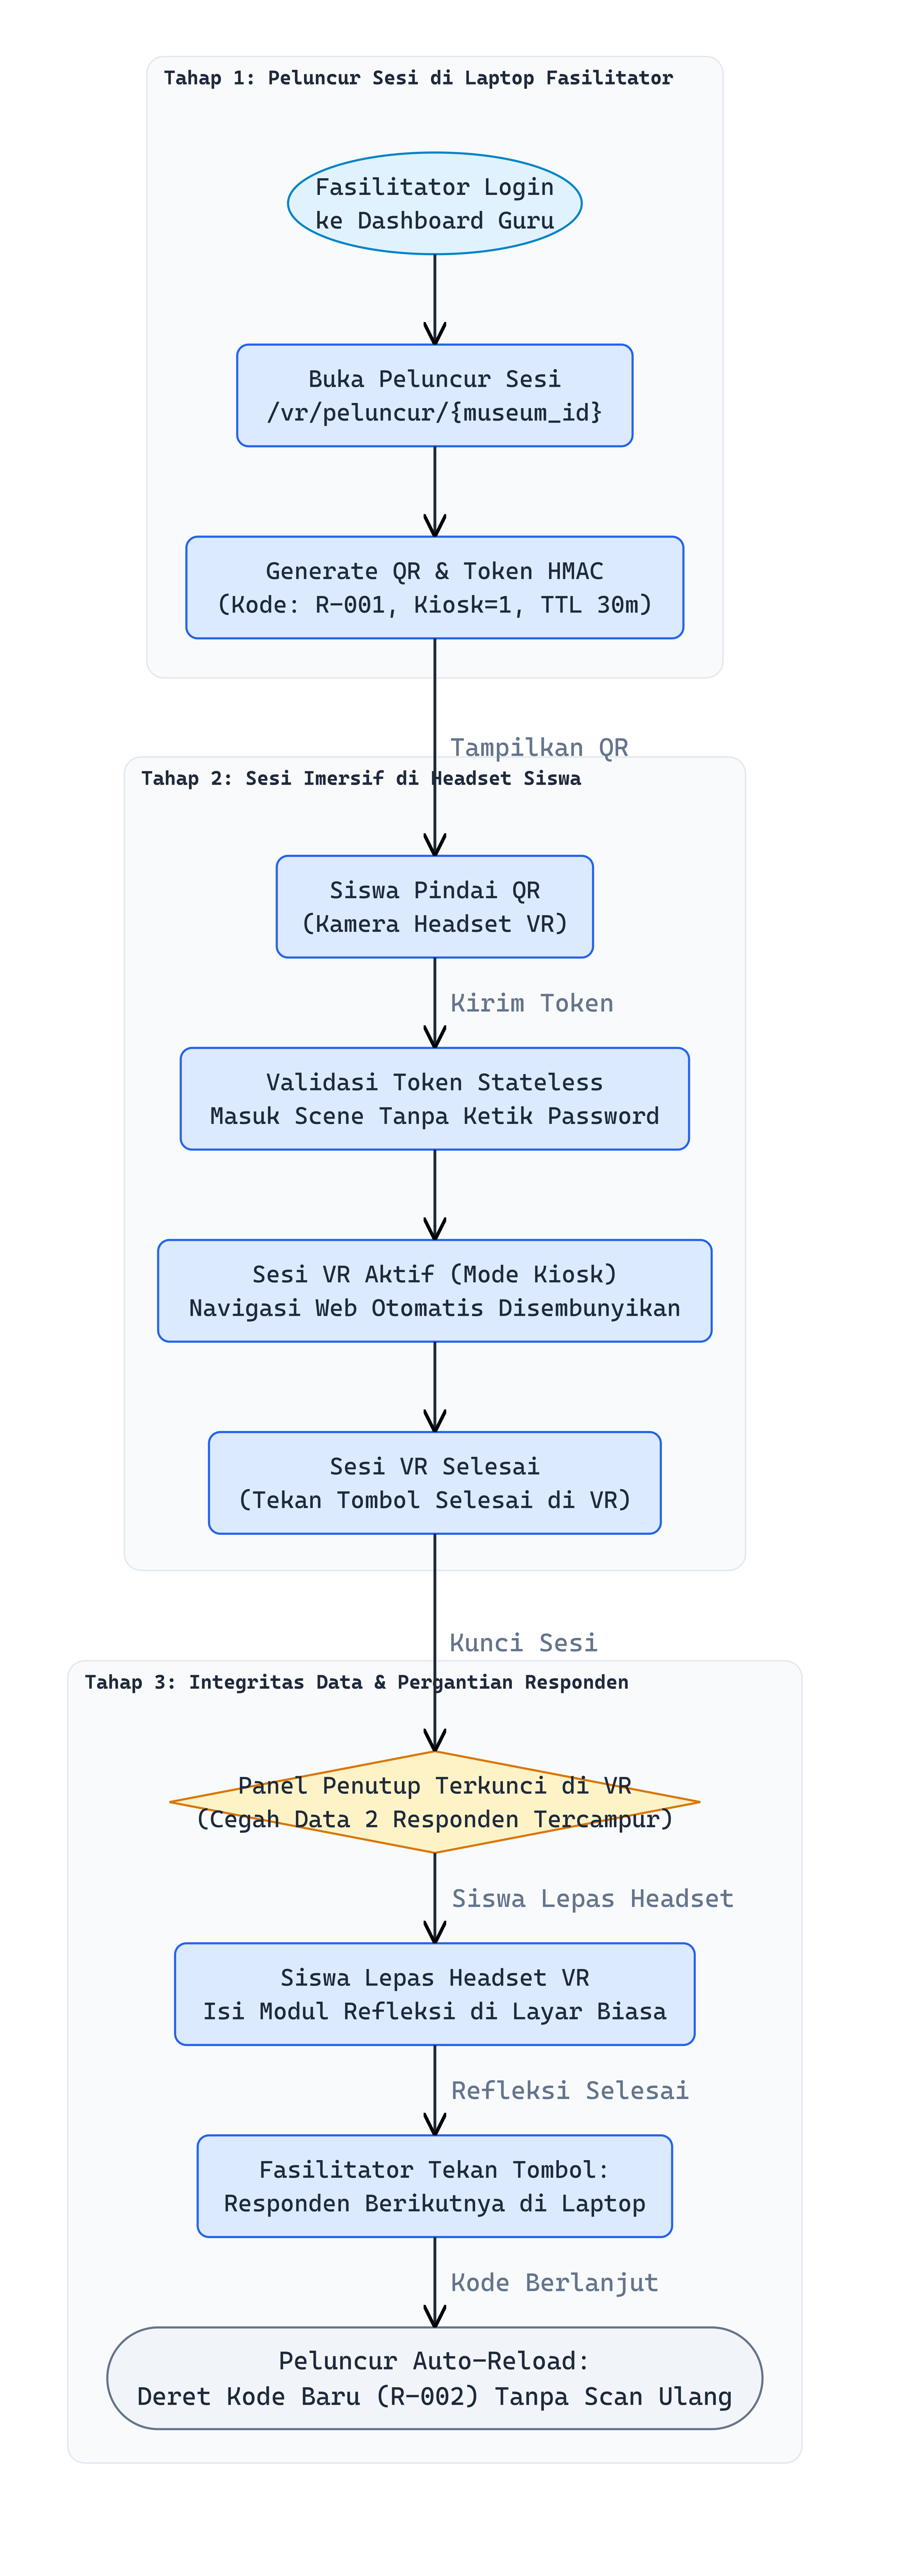 Tahap 1: Peluncur Sesi di Laptop Fasilitator
Fasilitator Login
ke Dashboard Guru
Buka Peluncur Sesi
/vr/peluncur/{museum_id}
Generate QR & Token HMAC
(Kode: R-001, Kiosk=1, TTL 30m)
Tampilkan QR
Tahap 2: Sesi Imersif di Headset Siswa
Siswa Pindai QR
(Kamera Headset VR)
Kirim Token
Validasi Token Stateless
Masuk Scene Tanpa Ketik Password
Sesi VR Aktif (Mode Kiosk)
Navigasi Web Otomatis Disembunyikan
Sesi VR Selesai
(Tekan Tombol Selesai di VR)
Kunci Sesi
Tahap 3: Integritas Data & Pergantian Responden
Panel Penutup Terkunci di VR
(Cegah Data 2 Responden Tercampur)
Siswa Lepas Headset
Siswa Lepas Headset VR
Isi Modul Refleksi di Layar Biasa
Refleksi Selesai
Fasilitator Tekan Tombol:
Responden Berikutnya di Laptop
Kode Berlanjut
Peluncur Auto-Reload:
Deret Kode Baru (R-002) Tanpa Scan Ulang